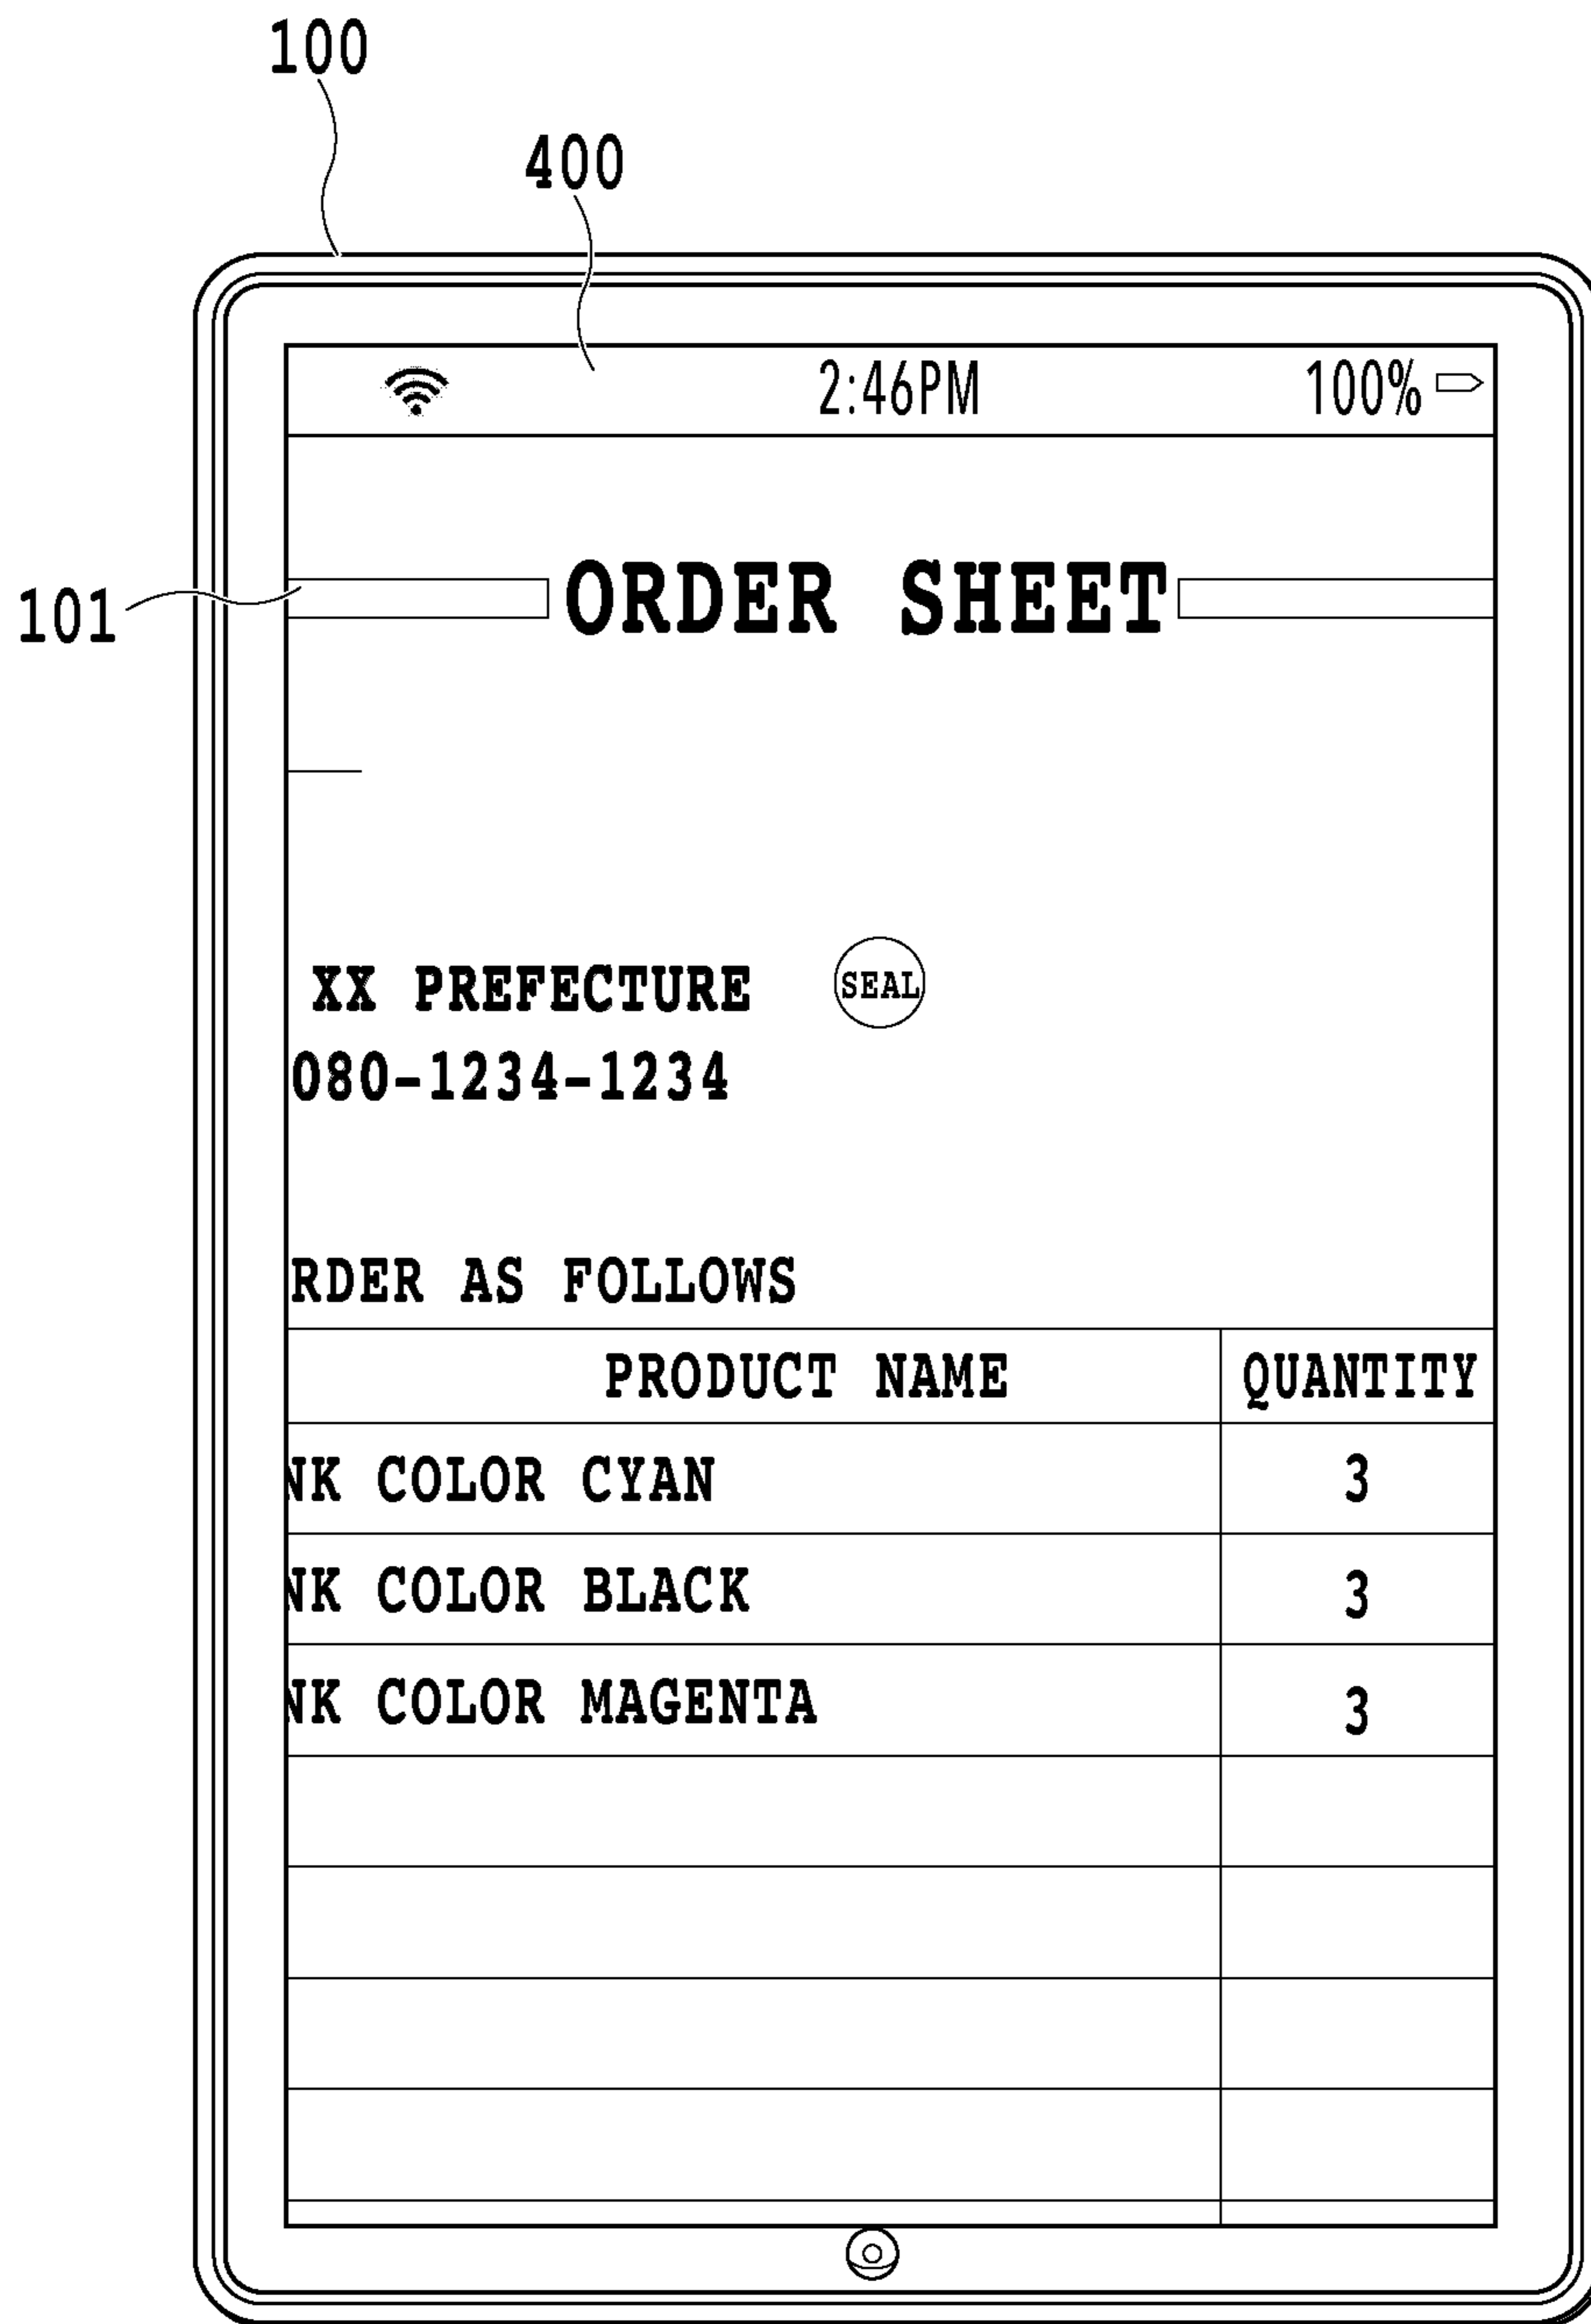 100
400
2:46PM 100%
101
ORDER SHEET
XX PREFECTURE SEAL
080-1234-1234
RDER AS FOLLOWS
PRODUCT NAME QUANTITY
NK COLOR CYAN 3
NK COLOR BLACK 3
NK COLOR MAGENTA 3